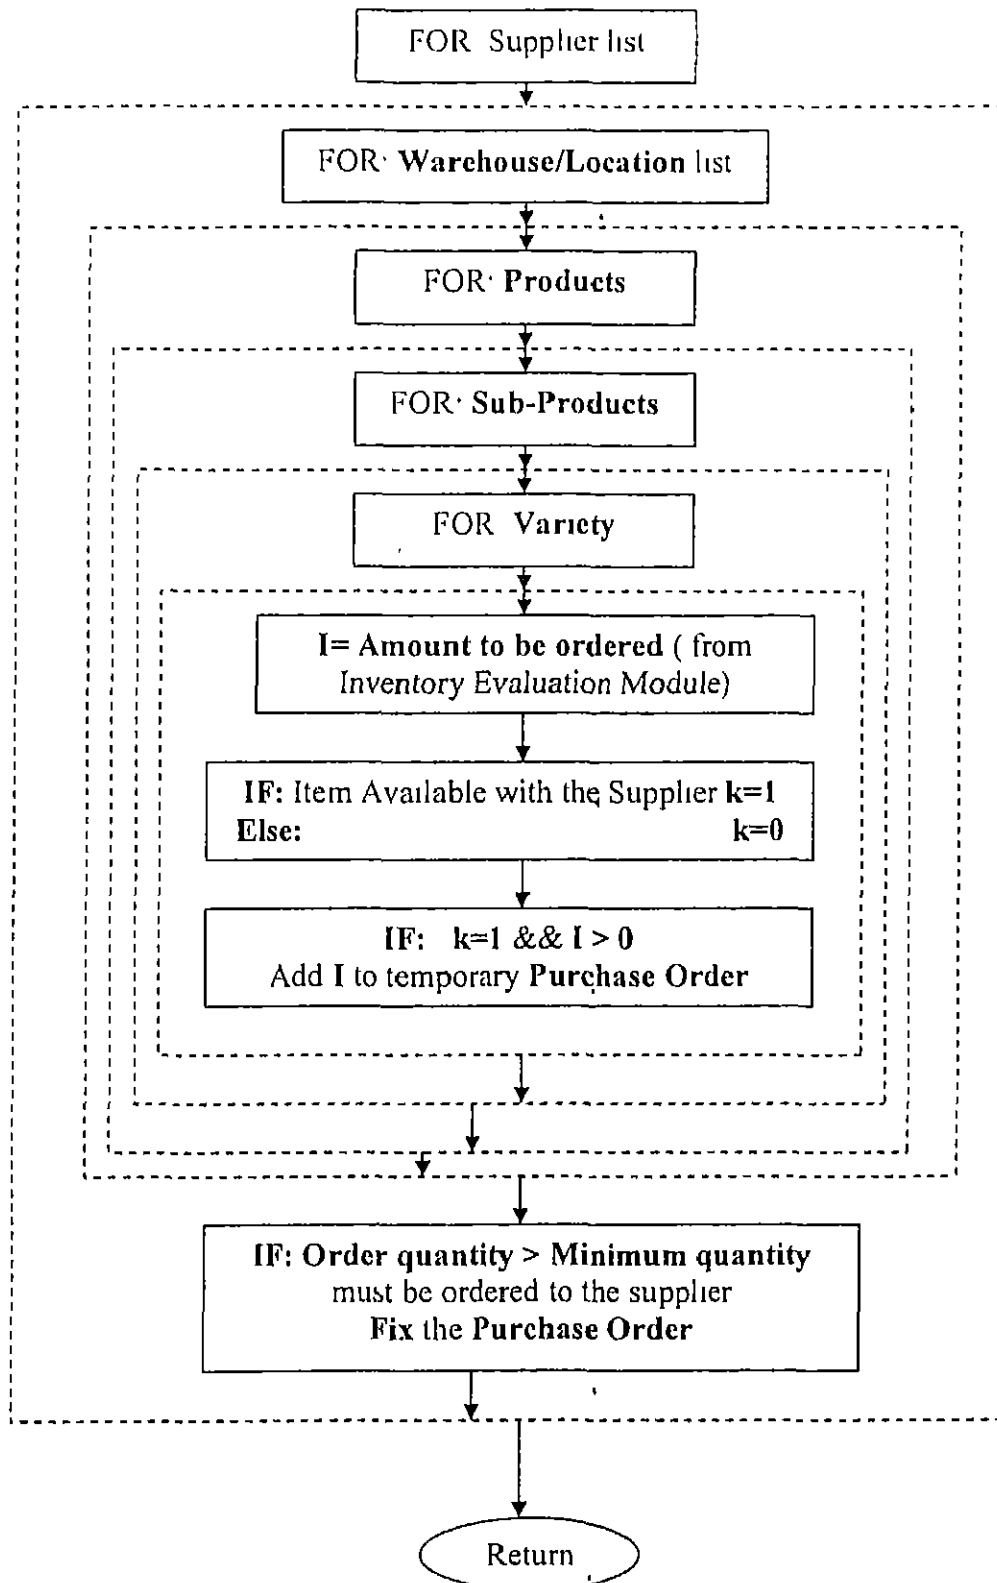 FOR Supplier list
FOR: Warehouse/Location list
FOR: Products
FOR: Sub-Products
FOR Variety
I= Amount to be ordered ( from
Inventory Evaluation Module)
IF: Item Available with the Supplier k=1
Else: k=0
IF: k=1 && I > 0
Add I to temporary Purchase Order
IF: Order quantity > Minimum quantity
must be ordered to the supplier
Fix the Purchase Order
Return